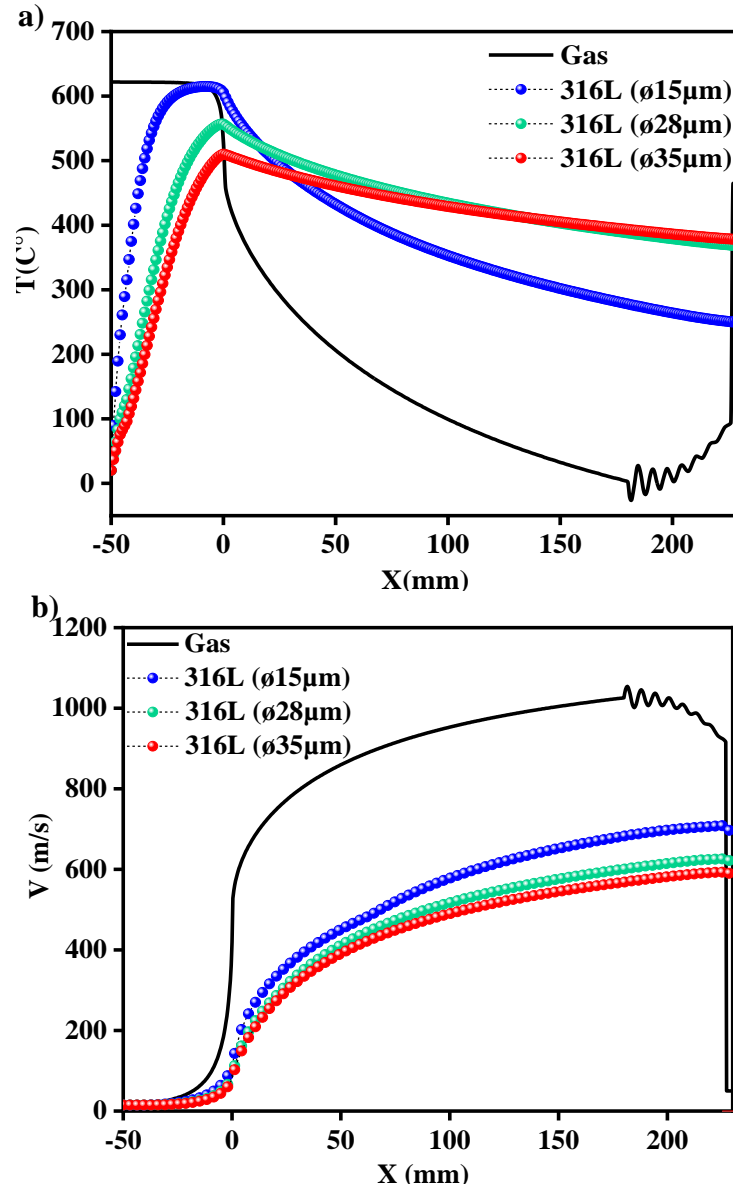 a)
700
600
500
400
300
200
100
0
T(C°)
Gas
316L (ø15µm)
316L (ø28µm)
316L (ø35µm)
-50 0 50 100 150 200
X(mm)
b)
1200
1000
800
600
400
200
0
V (m/s)
Gas
316L (ø15µm)
316L (ø28µm)
316L (ø35µm)
-50 0 50 100 150 200
X (mm)